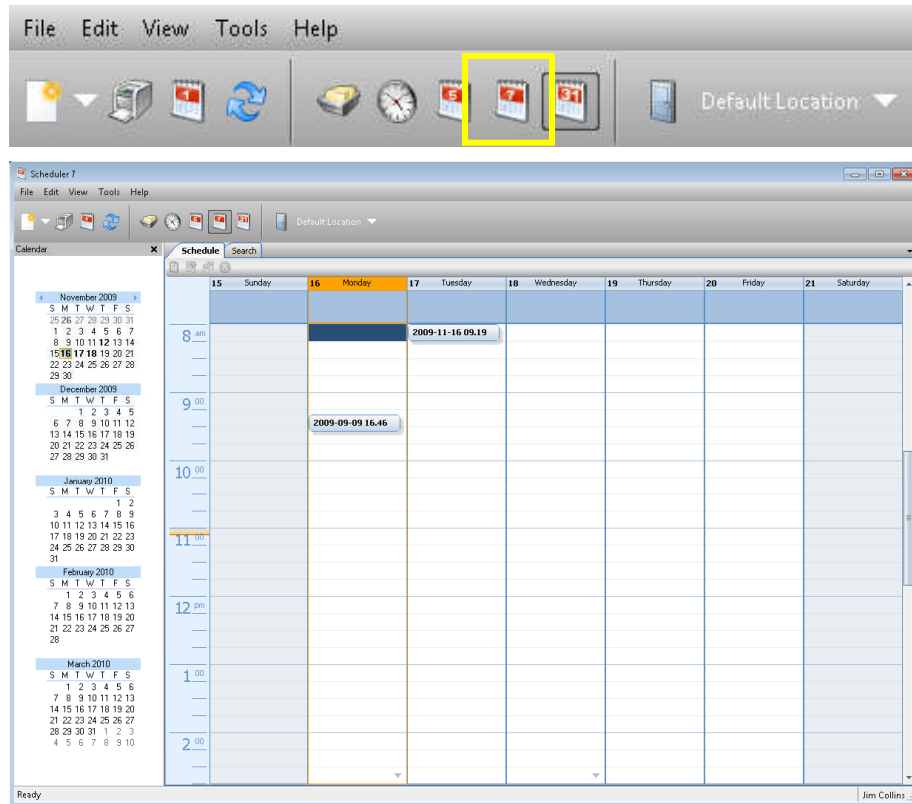 File Edit View Tools Help
1 5 7 31 Default Location
Scheduler 7
File Edit View Tools Help
Default Location
Calendar
Schedule Search
15 Sunday 16 Monday 17 Tuesday 18 Wednesday 19 Thursday 20 Friday 21 Saturday
November 2009
S M T W T F S
25 26 27 28 29 30 31
1 2 3 4 5 6 7
8 9 10 11 12 13 14
15 16 17 18 19 20 21
22 23 24 25 26 27 28
29 30
December 2009
S M T W T F S
1 2 3 4 5
6 7 8 9 10 11 12
13 14 15 16 17 18 19
20 21 22 23 24 25 26
27 28 29 30 31
January 2010
S M T W T F S
1 2
3 4 5 6 7 8 9
10 11 12 13 14 15 16
17 18 19 20 21 22 23
24 25 26 27 28 29 30
31
February 2010
S M T W T F S
1 2 3 4 5 6
7 8 9 10 11 12 13
14 15 16 17 18 19 20
21 22 23 24 25 26 27
28
March 2010
S M T W T F S
1 2 3 4 5 6
7 8 9 10 11 12 13
14 15 16 17 18 19 20
21 22 23 24 25 26 27
28 29 30 31 1 2 3
4 5 6 7 8 9 10
8 am
2009-11-16 09.19
9 00
2009-09-09 16.46
10 00
11 00
12 pm
1 00
2 00
Ready
Jim Collins